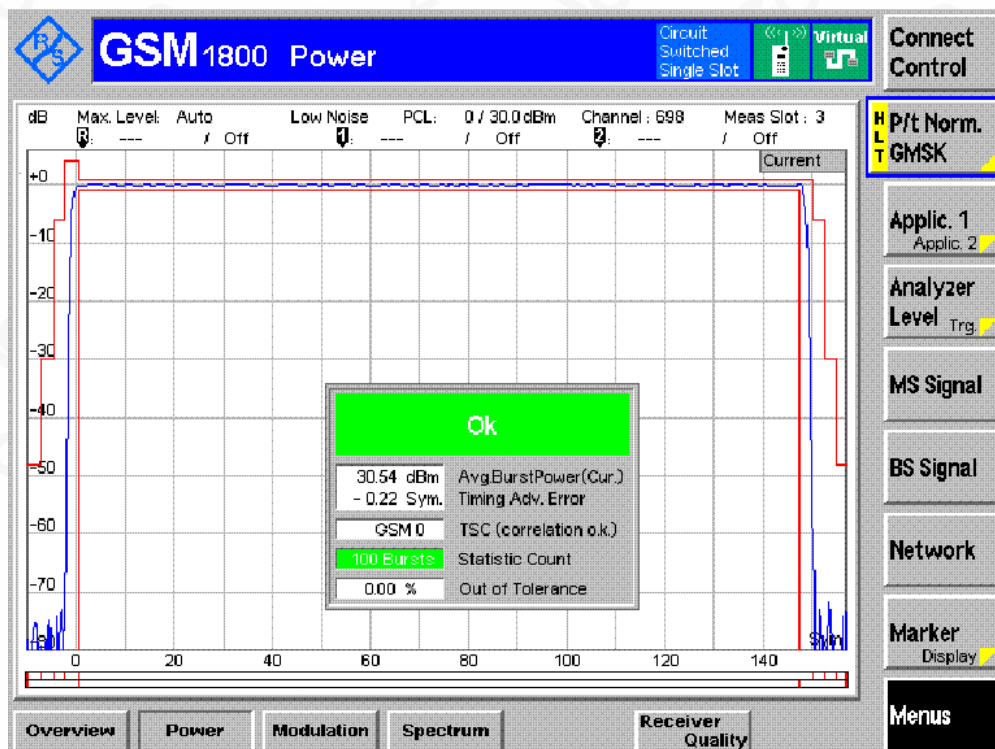 R/S
GSM 1800 Power
Circuit Switched Single Slot
Virtual
Connect Control
dB Max. Level: Auto Low Noise PCL: 0 / 30.0 dBm Channel : 698 Meas Slot : 3
R: --- / Off 1: --- / Off 2: --- / Off
Current
HLT
P/t Norm. GMSK
Applic. 1
Applic. 2
Analyzer Level Trg.
MS Signal
BS Signal
Network
Marker
Display
Menus
+0
-10
-20
-30
-40
-50
-60
-70
-80
Sym
0 20 40 60 80 100 120 140
Ok
30.54 dBm Avg.BurstPower(Cur.)
- 0.22 Sym. Timing Adv. Error
GSM 0 TSC (correlation o.k.)
100 Bursts Statistic Count
0.00 % Out of Tolerance
Overview Power Modulation Spectrum Receiver Quality